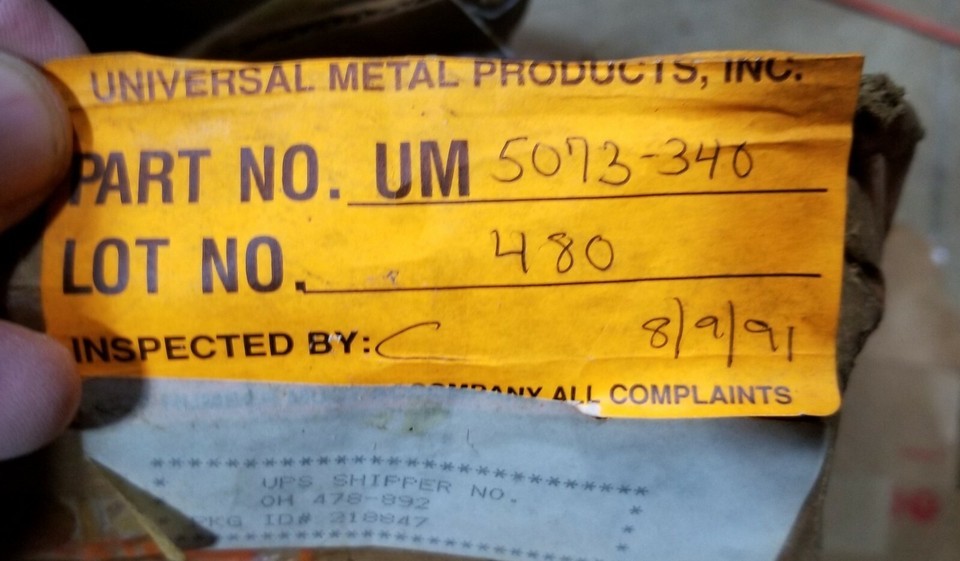 UNIVERSAL METAL PRODUCTS, INC.
PART NO. UM 5073-340
LOT NO. 480
INSPECTED BY: C 8/9/91
COMPANY ALL COMPLAINTS
*****************************
* UPS SHIPPER NO.
OH 478-892 *
PKG ID# 218847 *
*****************************